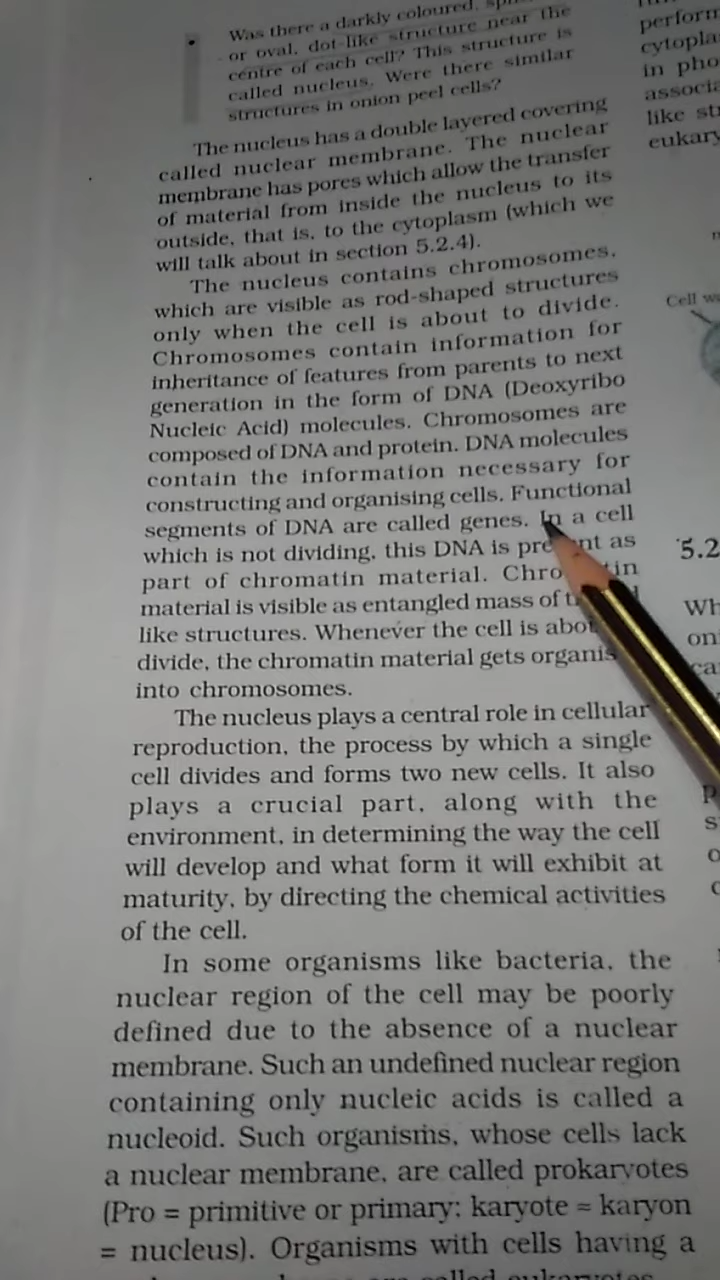 Was there a darkly coloured,
or oval, dot-like structure near the
centre of each cell? This structure is
called nucleus. Were there similar
structures in onion peel cells?
The nucleus has a double layered covering
called nuclear membrane. The nuclear
membrane has pores which allow the transfer
of material from inside the nucleus to its
outside, that is, to the cytoplasm (which we
will talk about in section 5.2.4).
The nucleus contains chromosomes,
which are visible as rod-shaped structures
only when the cell is about to divide.
Chromosomes contain information for
inheritance of features from parents to next
generation in the form of DNA (Deoxyribo
Nucleic Acid) molecules. Chromosomes are
composed of DNA and protein. DNA molecules
contain the information necessary for
constructing and organising cells. Functional
segments of DNA are called genes. In a cell
which is not dividing, this DNA is as
part of chromatin material.
material is visible as entangled mass of
like structures. Whenever the cell is
divide, the chromatin material gets
into chromosomes.
The nucleus plays a central role in cellular
reproduction, the process by which a single
cell divides and forms two new cells. It also
plays a crucial part, along with the
environment, in determining the way the cell
will develop and what form it will exhibit at
maturity, by directing the chemical activities
of the cell.
In some organisms like bacteria, the
nuclear region of the cell may be poorly
defined due to the absence of a nuclear
membrane. Such an undefined nuclear region
containing only nucleic acids is called a
nucleoid. Such organisms, whose cells lack
a nuclear membrane, are called prokaryotes
(Pro = primitive or primary; karyote ≈ karyon
= nucleus). Organisms with cells having a
called eukaryotes
perform
in pho
like str
eukary
Cell w
5.2
Wh
on